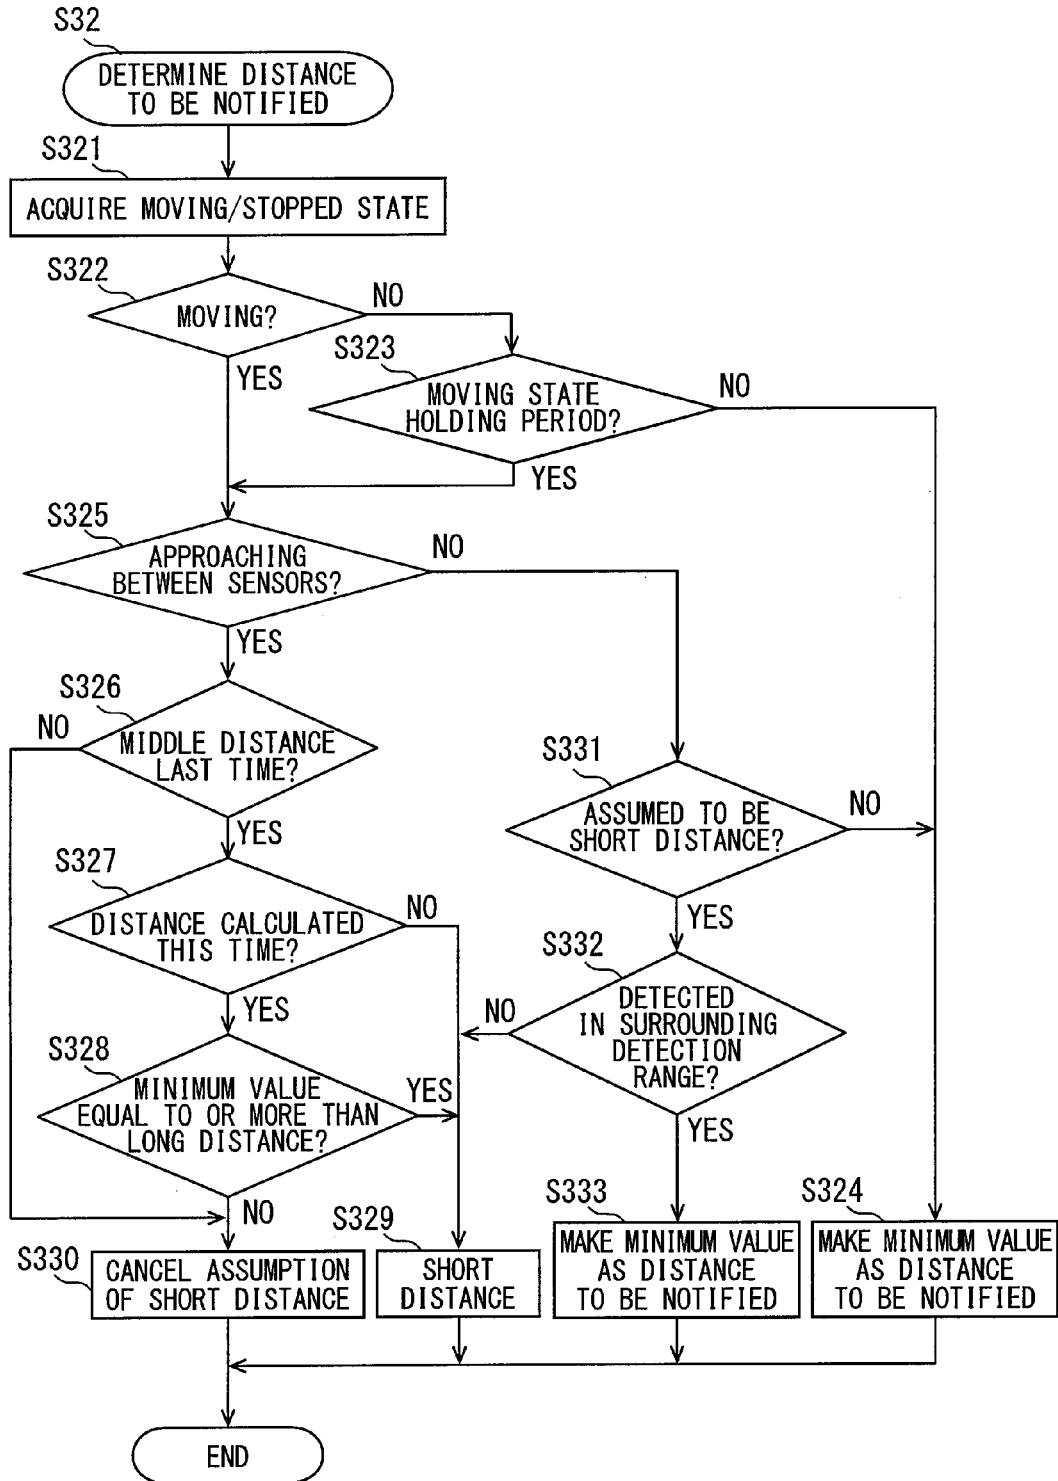 S32
DETERMINE DISTANCE
TO BE NOTIFIED
S321
ACQUIRE MOVING/STOPPED STATE
S322
MOVING?
NO
YES
S323
MOVING STATE
HOLDING PERIOD?
NO
YES
S325
APPROACHING
BETWEEN SENSORS?
NO
YES
S326
NO
MIDDLE DISTANCE
LAST TIME?
YES
S331
ASSUMED TO BE
SHORT DISTANCE?
NO
YES
S327
DISTANCE CALCULATED
THIS TIME?
NO
YES
S332
NO
DETECTED
IN SURROUNDING
DETECTION
RANGE?
YES
S328
MINIMUM VALUE
EQUAL TO OR MORE THAN
LONG DISTANCE?
YES
NO
S330
CANCEL ASSUMPTION
OF SHORT DISTANCE
S329
SHORT
DISTANCE
S333
MAKE MINIMUM VALUE
AS DISTANCE
TO BE NOTIFIED
S324
MAKE MINIMUM VALUE
AS DISTANCE
TO BE NOTIFIED
END